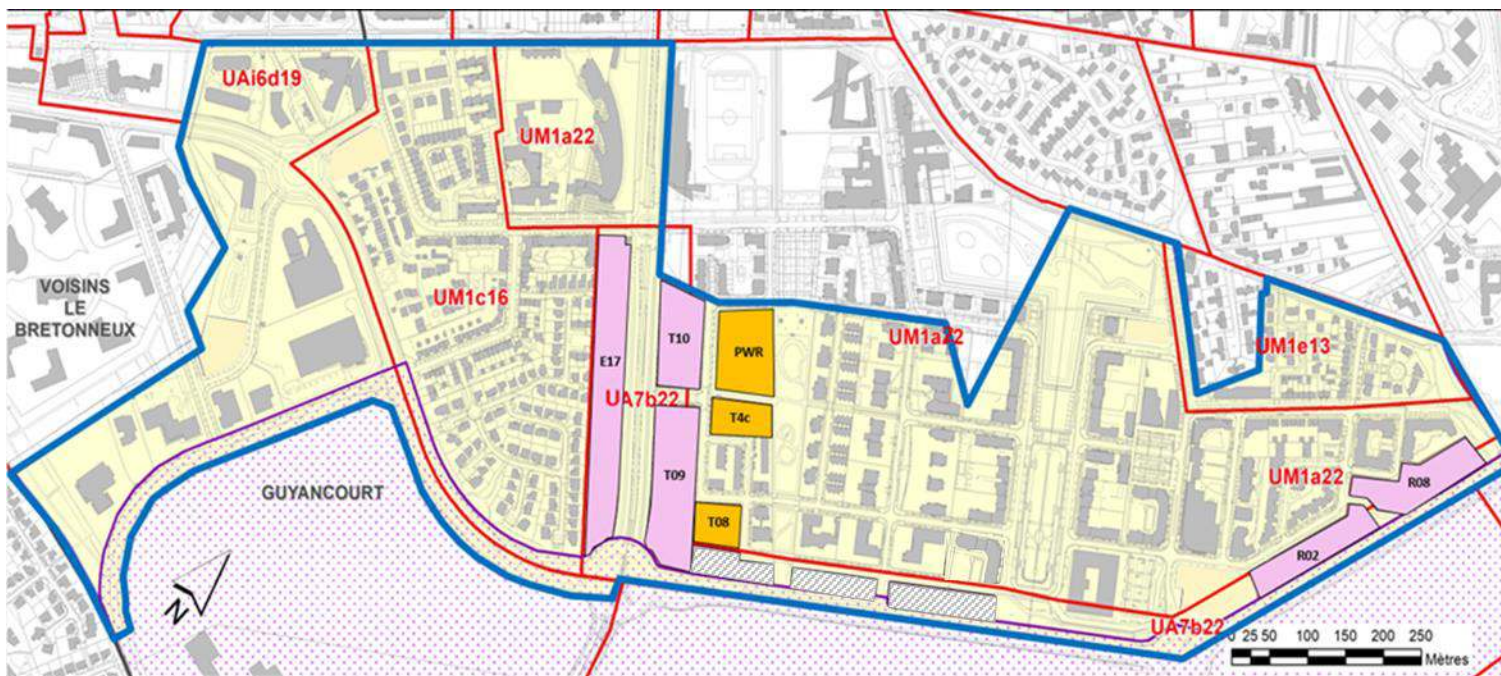 UAi6d19
UM1a22
VOISINS
LE
BRETONNEUX
UM1c16
E17
T10
PWR
UM1a22
UM1e13
UA7b22
T4c
T09
UM1a22
R08
GUYANCOURT
T08
R02
N
UA7b22
0 25 50 100 150 200 250
Mètres